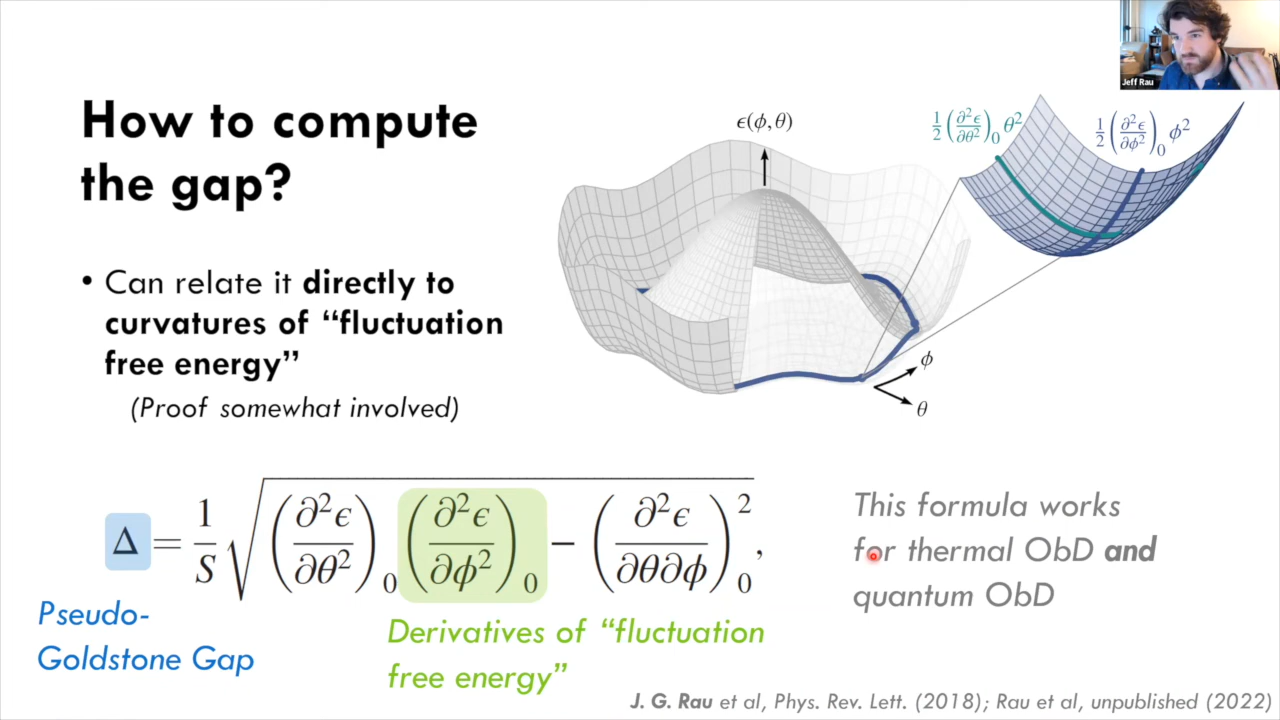 Jeff Rau
How to compute
the gap?
ϵ(ϕ,θ)
½(∂²ϵ/∂θ²)₀ θ²
½(∂²ϵ/∂ϕ²)₀ ϕ²
• Can relate it directly to
curvatures of “fluctuation
free energy”
(Proof somewhat involved)
ϕ
θ
Δ = 1/S √((∂²ϵ/∂θ²)₀ (∂²ϵ/∂ϕ²)₀ − (∂²ϵ/∂θ∂ϕ)₀²),
Pseudo-
Goldstone Gap
Derivatives of “fluctuation
free energy”
This formula works
for thermal ObD and
quantum ObD
J. G. Rau et al, Phys. Rev. Lett. (2018); Rau et al, unpublished (2022)